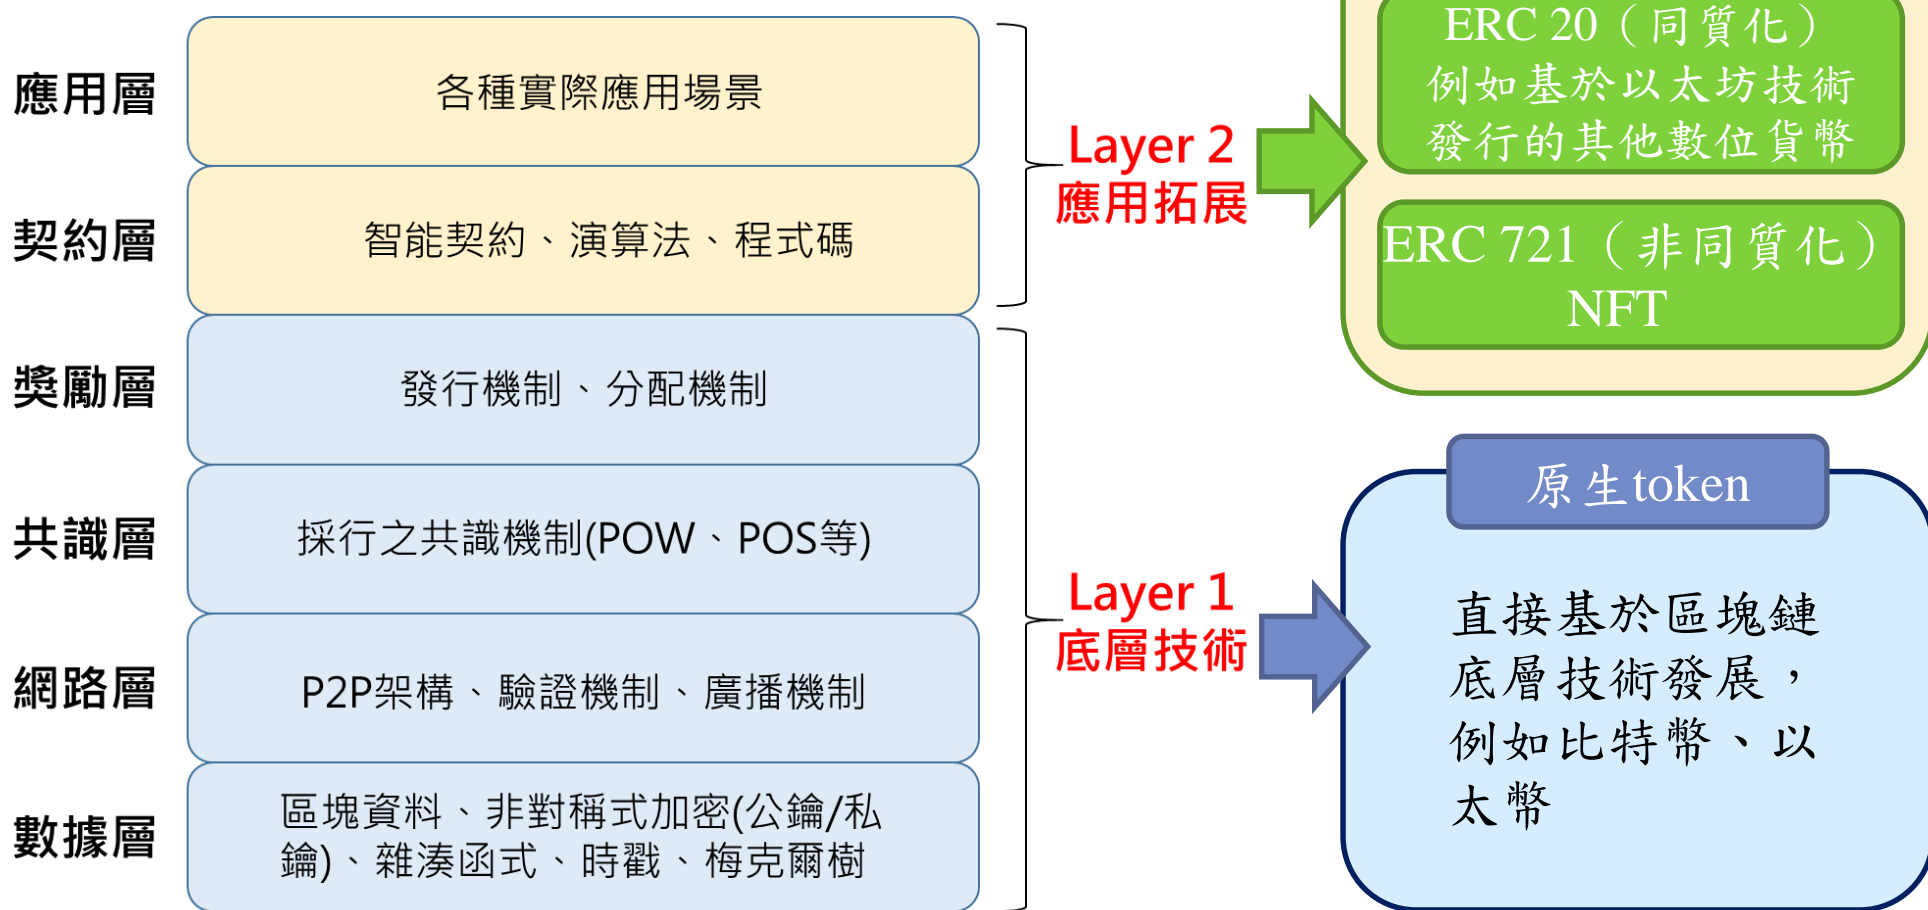 應用層
各種實際應用場景
契約層
智能契約、演算法、程式碼
獎勵層
發行機制、分配機制
共識層
採行之共識機制(POW、POS等)
網路層
P2P架構、驗證機制、廣播機制
數據層
區塊資料、非對稱式加密(公鑰/私
鑰)、雜湊函式、時戳、梅克爾樹
Layer 2
應用拓展
Layer 1
底層技術
ERC 20（同質化）
例如基於以太坊技術
發行的其他數位貨幣
ERC 721（非同質化）
NFT
原生token
直接基於區塊鏈
底層技術發展，
例如比特幣、以
太幣